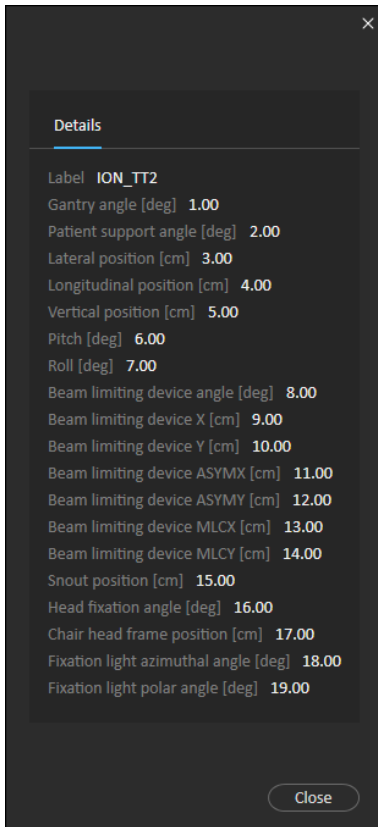 ×
Details
Label ION_TT2
Gantry angle [deg] 1.00
Patient support angle [deg] 2.00
Lateral position [cm] 3.00
Longitudinal position [cm] 4.00
Vertical position [cm] 5.00
Pitch [deg] 6.00
Roll [deg] 7.00
Beam limiting device angle [deg] 8.00
Beam limiting device X [cm] 9.00
Beam limiting device Y [cm] 10.00
Beam limiting device ASYMX [cm] 11.00
Beam limiting device ASYMY [cm] 12.00
Beam limiting device MLCX [cm] 13.00
Beam limiting device MLCY [cm] 14.00
Snout position [cm] 15.00
Head fixation angle [deg] 16.00
Chair head frame position [cm] 17.00
Fixation light azimuthal angle [deg] 18.00
Fixation light polar angle [deg] 19.00
Close